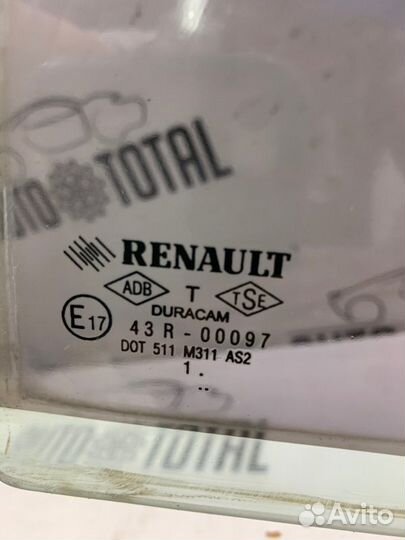 AUTO TOTAL
RENAULT
ADB T TSE
DURACAM
E17 43R-00097
DOT 511 M311 AS2
1 .
..
AUTO TOTAL
Avito